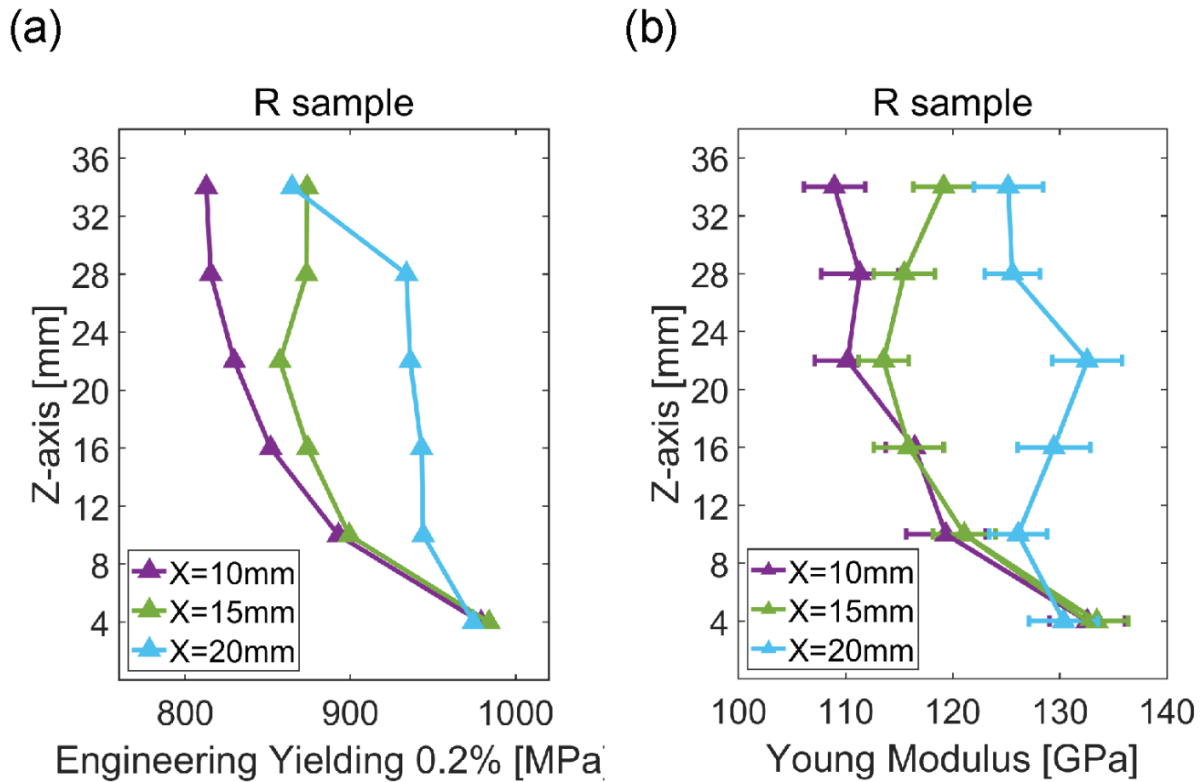 (a)
R sample
36
32
28
24
20
16
12
8
4
Z-axis [mm]
X=10mm
X=15mm
X=20mm
800 900 1000
Engineering Yielding 0.2% [MPa]
(b)
R sample
36
32
28
24
20
16
12
8
4
Z-axis [mm]
X=10mm
X=15mm
X=20mm
100 110 120 130 140
Young Modulus [GPa]